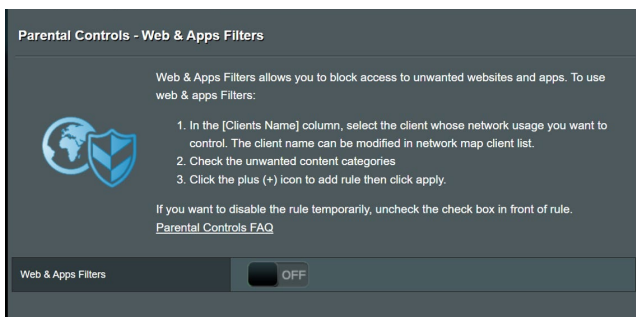 Parental Controls - Web & Apps Filters
Web & Apps Filters allows you to block access to unwanted websites and apps. To use
web & apps Filters:
1. In the [Clients Name] column, select the client whose network usage you want to
control. The client name can be modified in network map client list.
2. Check the unwanted content categories
3. Click the plus (+) icon to add rule then click apply.
If you want to disable the rule temporarily, uncheck the check box in front of rule.
Parental Controls FAQ
Web & Apps Filters
OFF